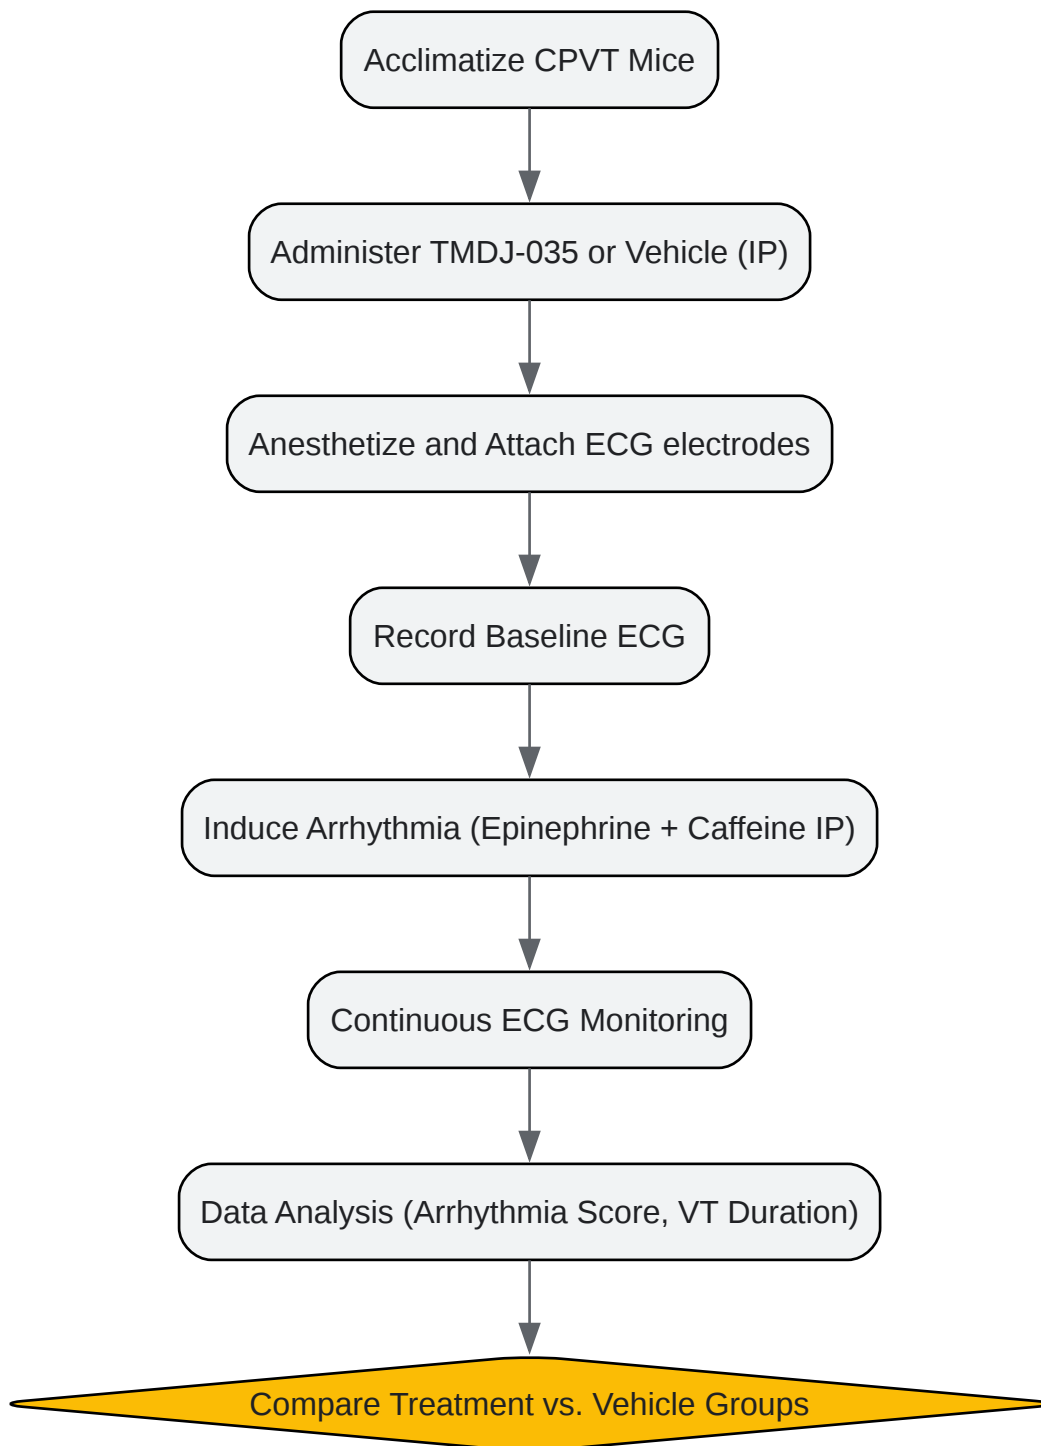 Acclimatize CPVT Mice
Administer TMDJ-035 or Vehicle (IP)
Anesthetize and Attach ECG electrodes
Record Baseline ECG
Induce Arrhythmia (Epinephrine + Caffeine IP)
Continuous ECG Monitoring
Data Analysis (Arrhythmia Score, VT Duration)
Compare Treatment vs. Vehicle Groups